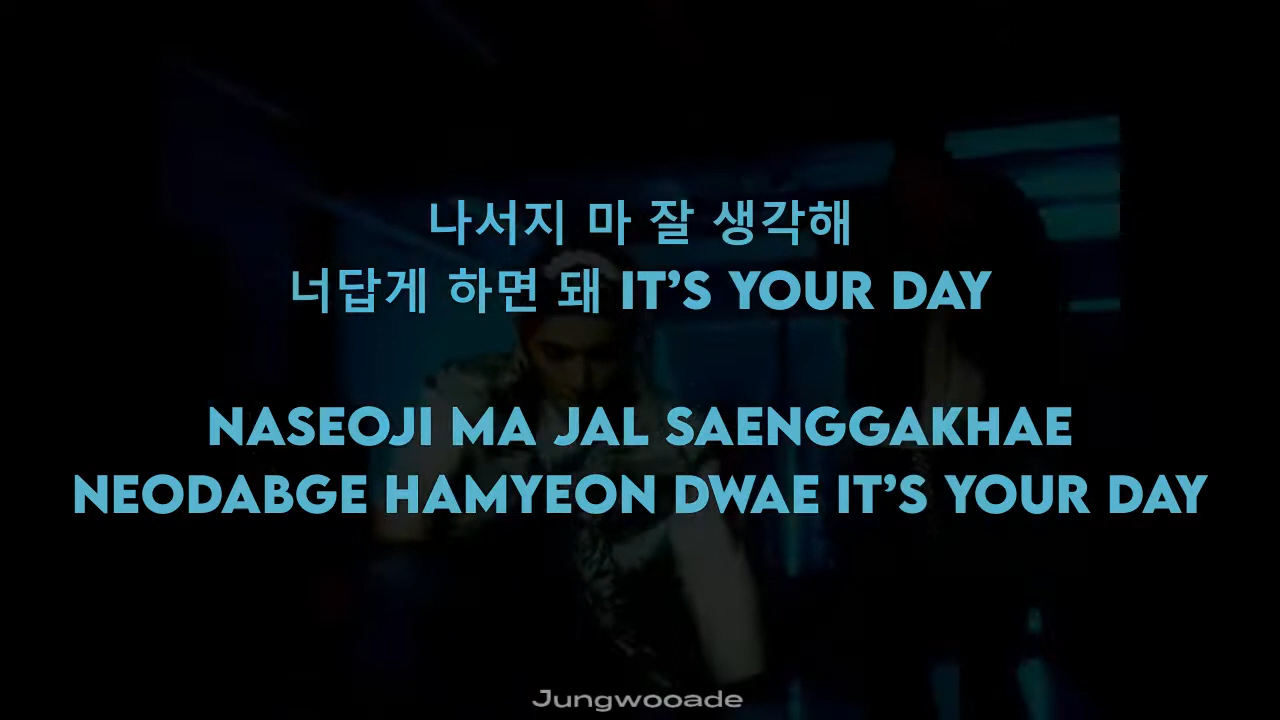 나서지 마 잘 생각해
너답게 하면 돼 IT’S YOUR DAY
NASEOJI MA JAL SAENGGAKHAE
NEODABGE HAMYEON DWAE IT’S YOUR DAY
Jungwooade